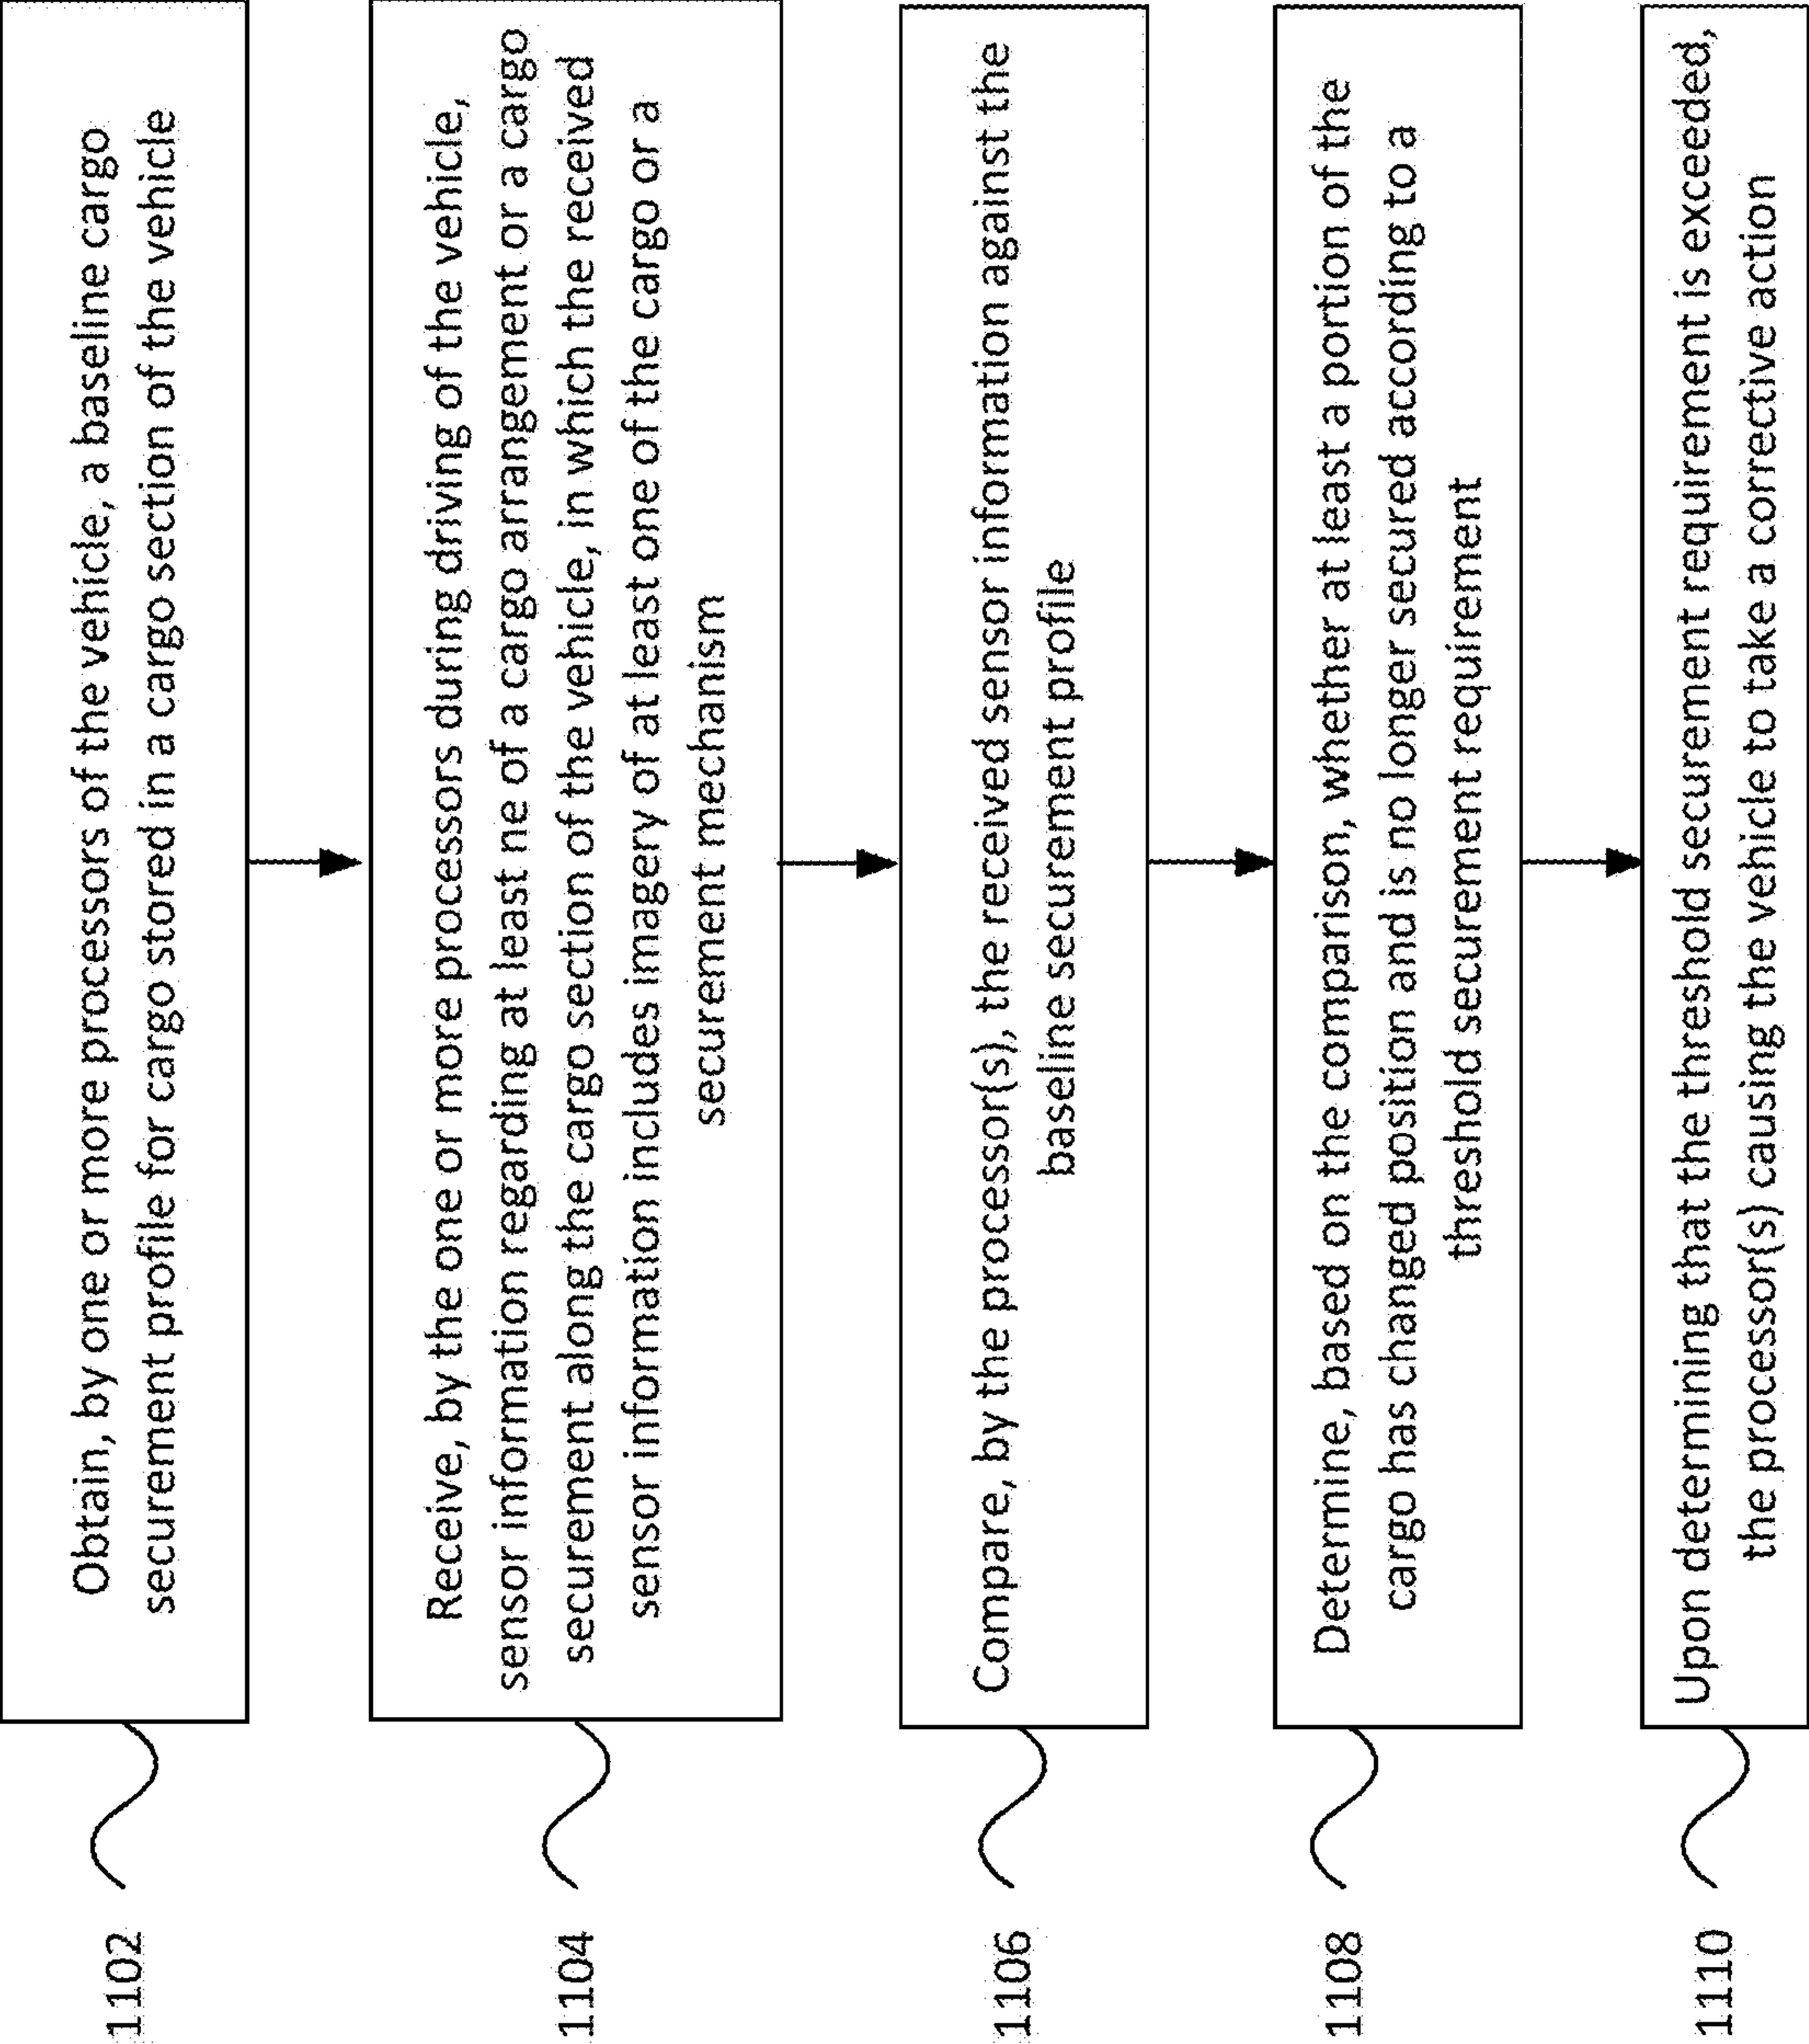 1102
Obtain, by one or more processors of the vehicle, a baseline cargo
securement profile for cargo stored in a cargo section of the vehicle
1104
Receive, by the one or more processors during driving of the vehicle,
sensor information regarding at least ne of a cargo arrangement or a cargo
securement along the cargo section of the vehicle, in which the received
sensor information includes imagery of at least one of the cargo or a
securement mechanism
1106
Compare, by the processor(s), the received sensor information against the
baseline securement profile
1108
Determine, based on the comparison, whether at least a portion of the
cargo has changed position and is no longer secured according to a
threshold securement requirement
1110
Upon determining that the threshold securement requirement is exceeded,
the processor(s) causing the vehicle to take a corrective action